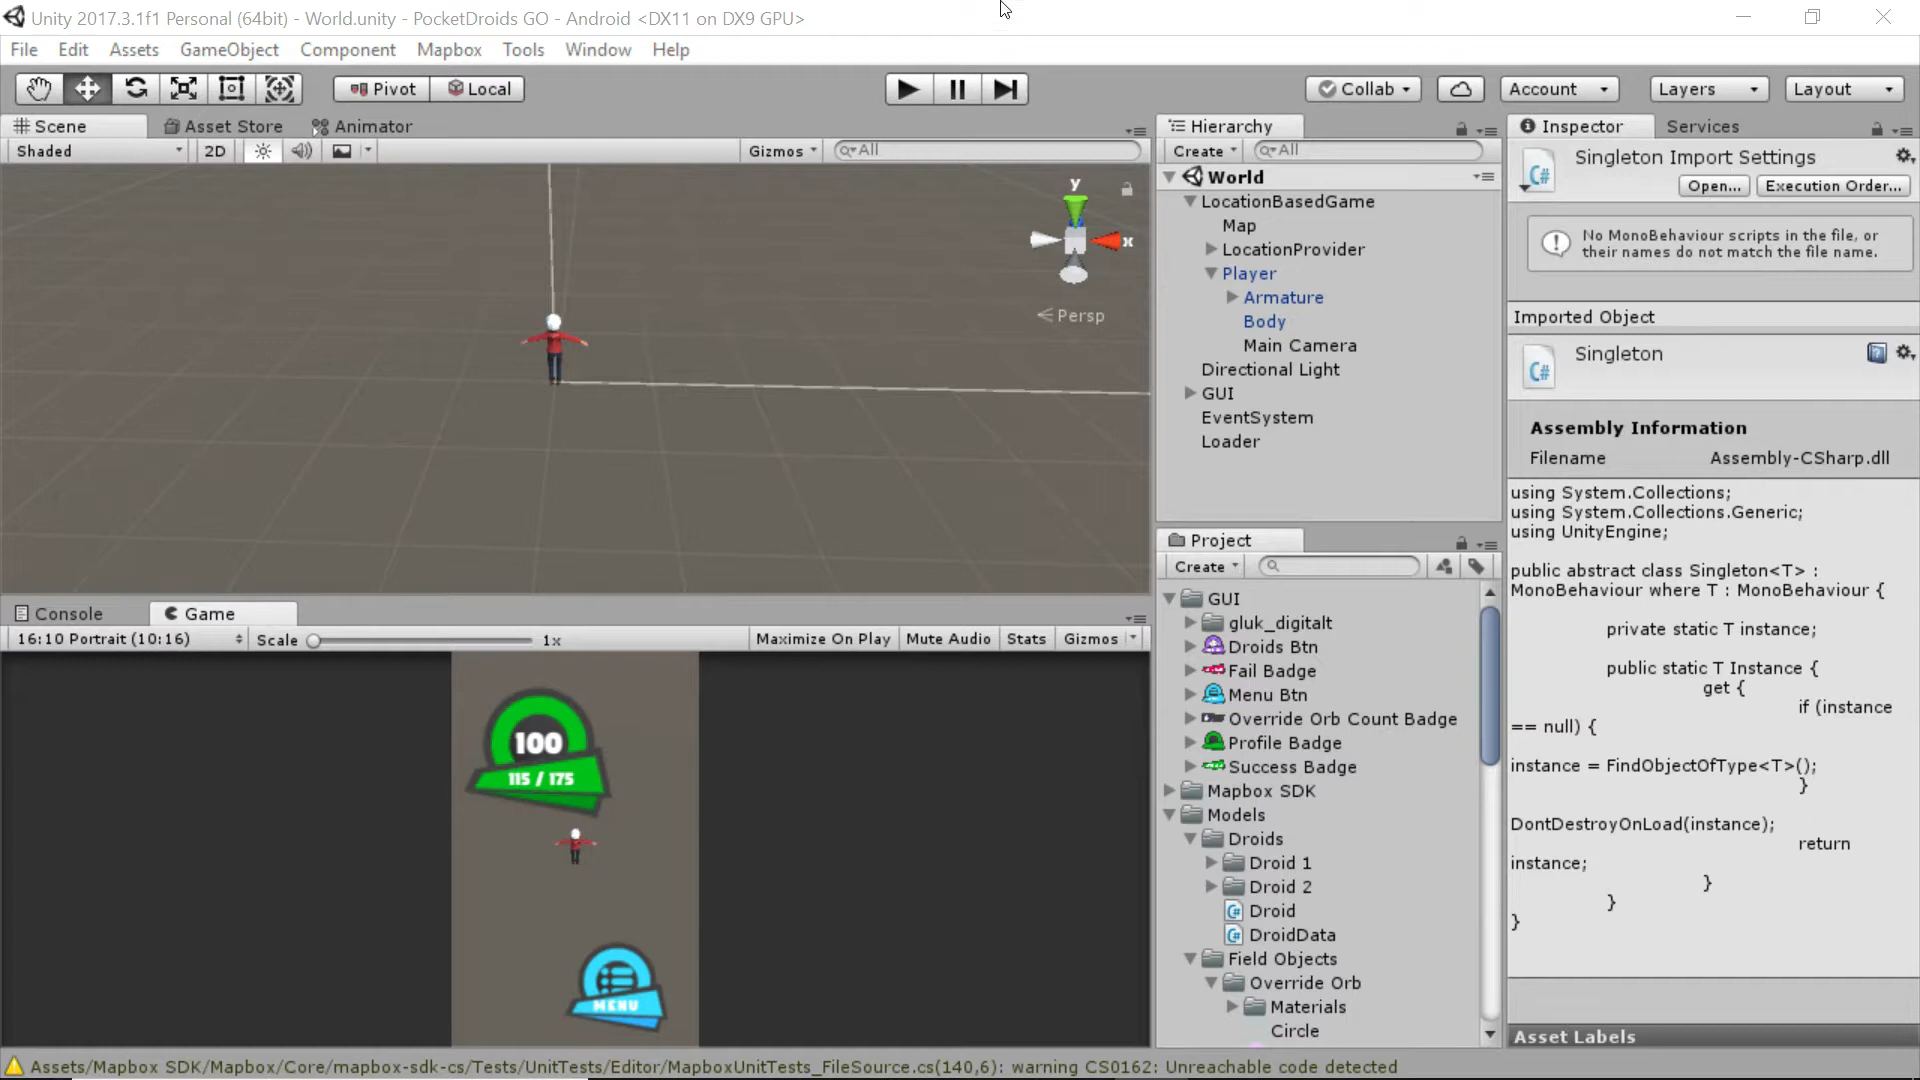 Unity 2017.3.1f1 Personal (64bit) - World.unity - PocketDroids GO - Android <DX11 on DX9 GPU>
File Edit Assets GameObject Component Mapbox Tools Window Help
Pivot Local Collab Account Layers Layout
Scene Asset Store Animator
Shaded 2D Gizmos All
y
x
Persp
Hierarchy
Create All
World
LocationBasedGame
Map
LocationProvider
Player
Armature
Body
Main Camera
Directional Light
GUI
EventSystem
Loader
Inspector Services
Singleton Import Settings
Open... Execution Order...
No MonoBehaviour scripts in the file, or
their names do not match the file name.
Imported Object
Singleton
Assembly Information
Filename Assembly-CSharp.dll
using System.Collections;
using System.Collections.Generic;
using UnityEngine;
public abstract class Singleton<T> :
MonoBehaviour where T : MonoBehaviour {
private static T instance;
public static T Instance {
get {
if (instance
== null) {
instance = FindObjectOfType<T>();
}
DontDestroyOnLoad(instance);
return
instance;
}
}
}
Asset Labels
Project
Create
GUI
gluk_digitalt
Droids Btn
Fail Badge
Menu Btn
Override Orb Count Badge
Profile Badge
Success Badge
Mapbox SDK
Models
Droids
Droid 1
Droid 2
Droid
DroidData
Field Objects
Override Orb
Materials
Circle
Console Game
16:10 Portrait (10:16) Scale 1x Maximize On Play Mute Audio Stats Gizmos
100
115 / 175
MENU
Assets/Mapbox SDK/Mapbox/Core/mapbox-sdk-cs/Tests/UnitTests/Editor/MapboxUnitTests_FileSource.cs(140,6): warning CS0162: Unreachable code detected